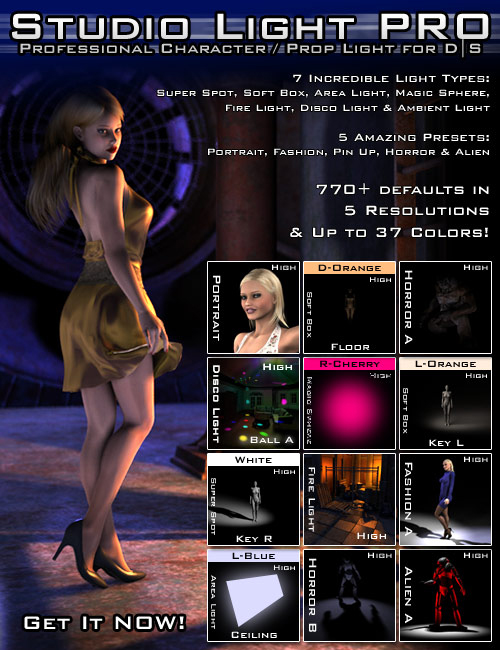 Studio Light PRO
Professional Character / Prop Light for D|S
7 Incredible Light Types:
Super Spot, Soft Box, Area Light, Magic Sphere,
Fire Light, Disco Light & Ambient Light
5 Amazing Presets:
Portrait, Fashion, Pin Up, Horror & Alien
770+ defaults in
5 Resolutions
& Up to 37 Colors!
High
Portrait
D-Orange
High
Soft Box
Floor
High
Horror A
High
Disco Light
Ball A
R-Cherry
High
Magic Sphere
L-Orange
High
Soft Box
Key L
White
High
Super Spot
Key R
Fire Light
High
High
Fashion A
L-Blue
High
Area Light
Ceiling
High
Horror B
High
Alien A
Get It NOW!